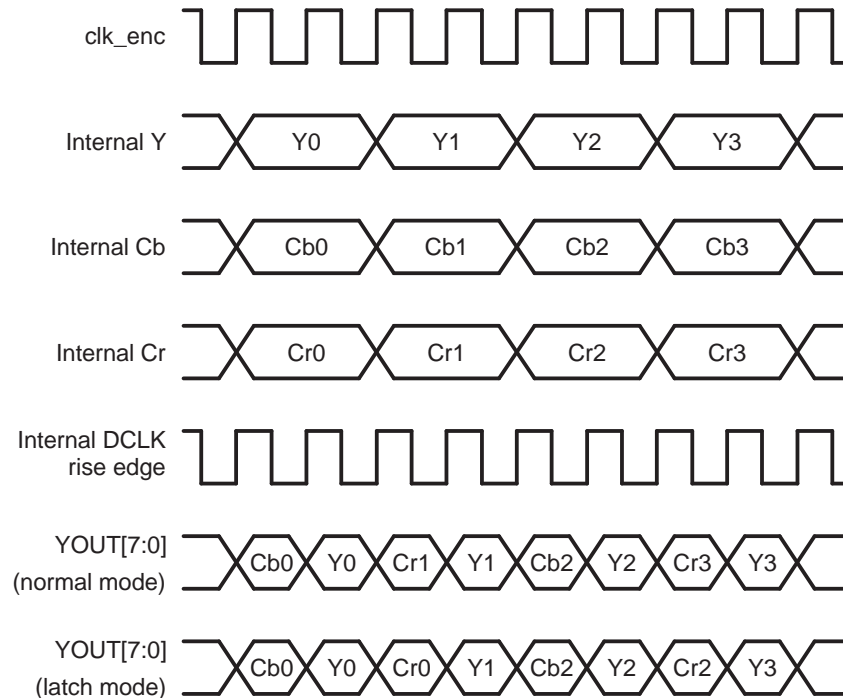 clk_enc
Internal Y
Y0 Y1 Y2 Y3
Internal Cb
Cb0 Cb1 Cb2 Cb3
Internal Cr
Cr0 Cr1 Cr2 Cr3
Internal DCLK
rise edge
YOUT[7:0]
(normal mode)
Cb0 Y0 Cr1 Y1 Cb2 Y2 Cr3 Y3
YOUT[7:0]
(latch mode)
Cb0 Y0 Cr0 Y1 Cb2 Y2 Cr2 Y3